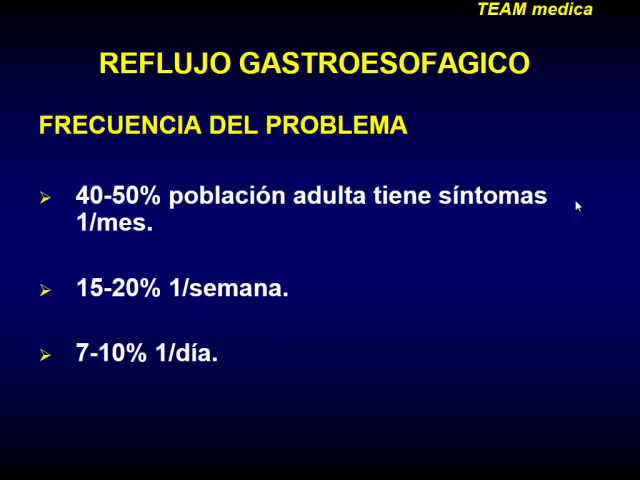 TEAM medica
REFLUJO GASTROESOFAGICO
FRECUENCIA DEL PROBLEMA
40-50% población adulta tiene síntomas
1/mes.
15-20% 1/semana.
7-10% 1/día.